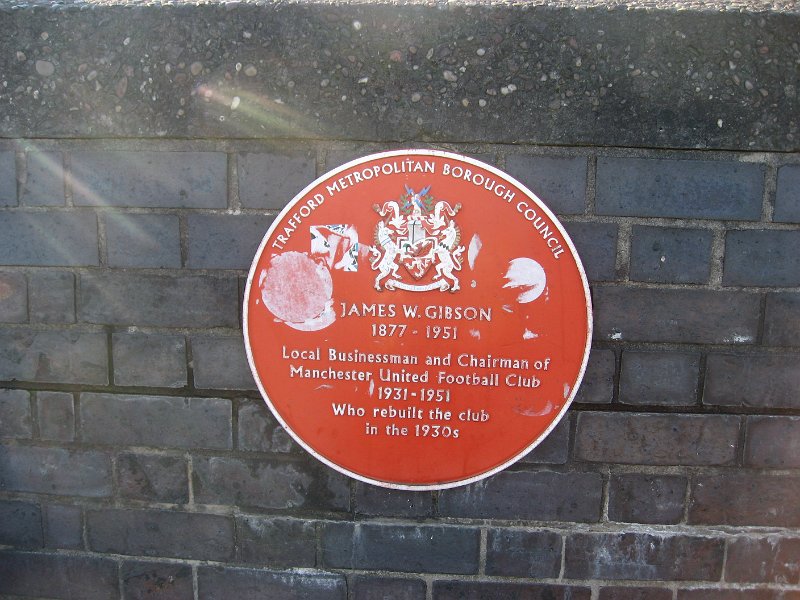 TRAFFORD METROPOLITAN BOROUGH COUNCIL
JAMES W. GIBSON
1877 - 1951
Local Businessman and Chairman of
Manchester United Football Club
1931-1951
Who rebuilt the club
in the 1930s